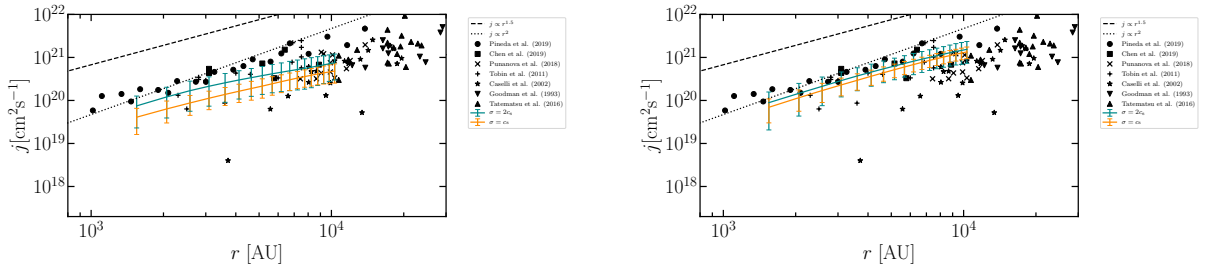 10^22
10^21
10^20
10^19
10^18
j[cm²s⁻¹]
10^3
10^4
r [AU]
j ∝ r^1.5
j ∝ r^2
Pineda et al. (2019)
Chen et al. (2019)
Punanova et al. (2018)
Tobin et al. (2011)
Caselli et al. (2002)
Goodman et al. (1993)
Tatematsu et al. (2016)
σ = 2c_s
σ = c_s
10^22
10^21
10^20
10^19
10^18
j[cm²s⁻¹]
10^3
10^4
r [AU]
j ∝ r^1.5
j ∝ r^2
Pineda et al. (2019)
Chen et al. (2019)
Punanova et al. (2018)
Tobin et al. (2011)
Caselli et al. (2002)
Goodman et al. (1993)
Tatematsu et al. (2016)
σ = 2c_s
σ = c_s